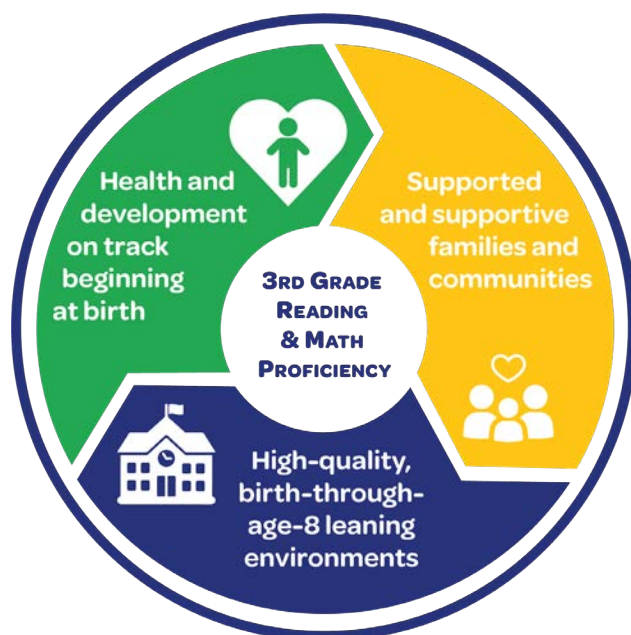 Health and
development
on track
beginning
at birth
Supported
and supportive
families and
communities
3RD GRADE
READING
& MATH
PROFICIENCY
High-quality,
birth-through-
age-8 leaning
environments